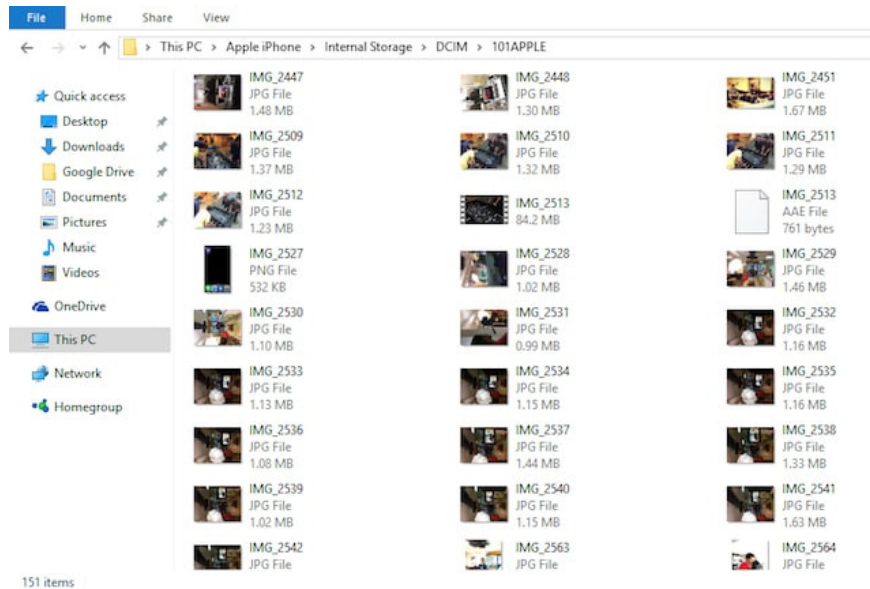 File Home Share View
This PC > Apple iPhone > Internal Storage > DCIM > 101APPLE
Quick access
Desktop
Downloads
Google Drive
Documents
Pictures
Music
Videos
OneDrive
This PC
Network
Homegroup
IMG_2447
JPG File
1.48 MB
IMG_2448
JPG File
1.30 MB
IMG_2451
JPG File
1.67 MB
IMG_2509
JPG File
1.37 MB
IMG_2510
JPG File
1.32 MB
IMG_2511
JPG File
1.29 MB
IMG_2512
JPG File
1.23 MB
IMG_2513
84.2 MB
IMG_2513
AAE File
761 bytes
IMG_2527
PNG File
532 KB
IMG_2528
JPG File
1.02 MB
IMG_2529
JPG File
1.46 MB
IMG_2530
JPG File
1.10 MB
IMG_2531
JPG File
0.99 MB
IMG_2532
JPG File
1.16 MB
IMG_2533
JPG File
1.13 MB
IMG_2534
JPG File
1.15 MB
IMG_2535
JPG File
1.16 MB
IMG_2536
JPG File
1.08 MB
IMG_2537
JPG File
1.44 MB
IMG_2538
JPG File
1.33 MB
IMG_2539
JPG File
1.02 MB
IMG_2540
JPG File
1.15 MB
IMG_2541
JPG File
1.63 MB
IMG_2542
JPG File
IMG_2563
JPG File
IMG_2564
JPG File
151 items